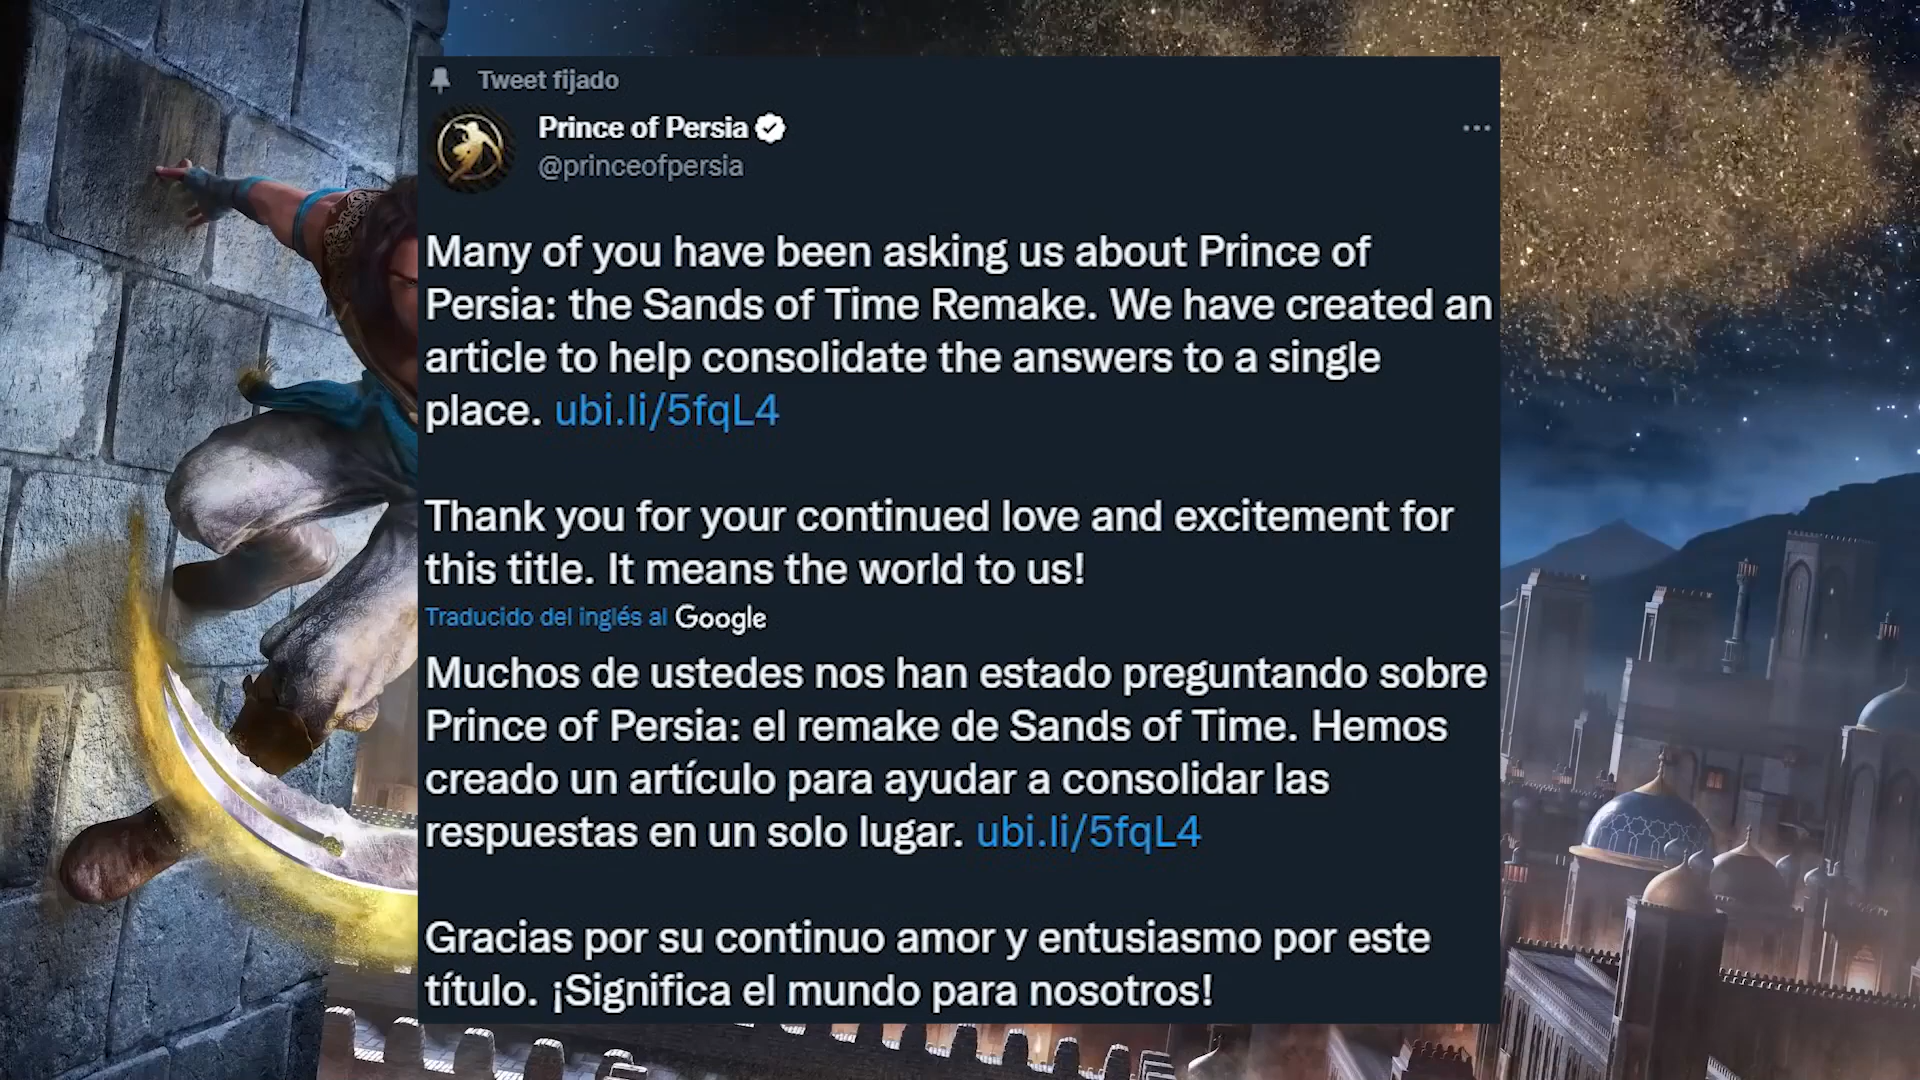 Tweet fijado
Prince of Persia
@princeofpersia
Many of you have been asking us about Prince of
Persia: the Sands of Time Remake. We have created an
article to help consolidate the answers to a single
place. ubi.li/5fqL4
Thank you for your continued love and excitement for
this title. It means the world to us!
Traducido del inglés al Google
Muchos de ustedes nos han estado preguntando sobre
Prince of Persia: el remake de Sands of Time. Hemos
creado un artículo para ayudar a consolidar las
respuestas en un solo lugar. ubi.li/5fqL4
Gracias por su continuo amor y entusiasmo por este
título. ¡Significa el mundo para nosotros!